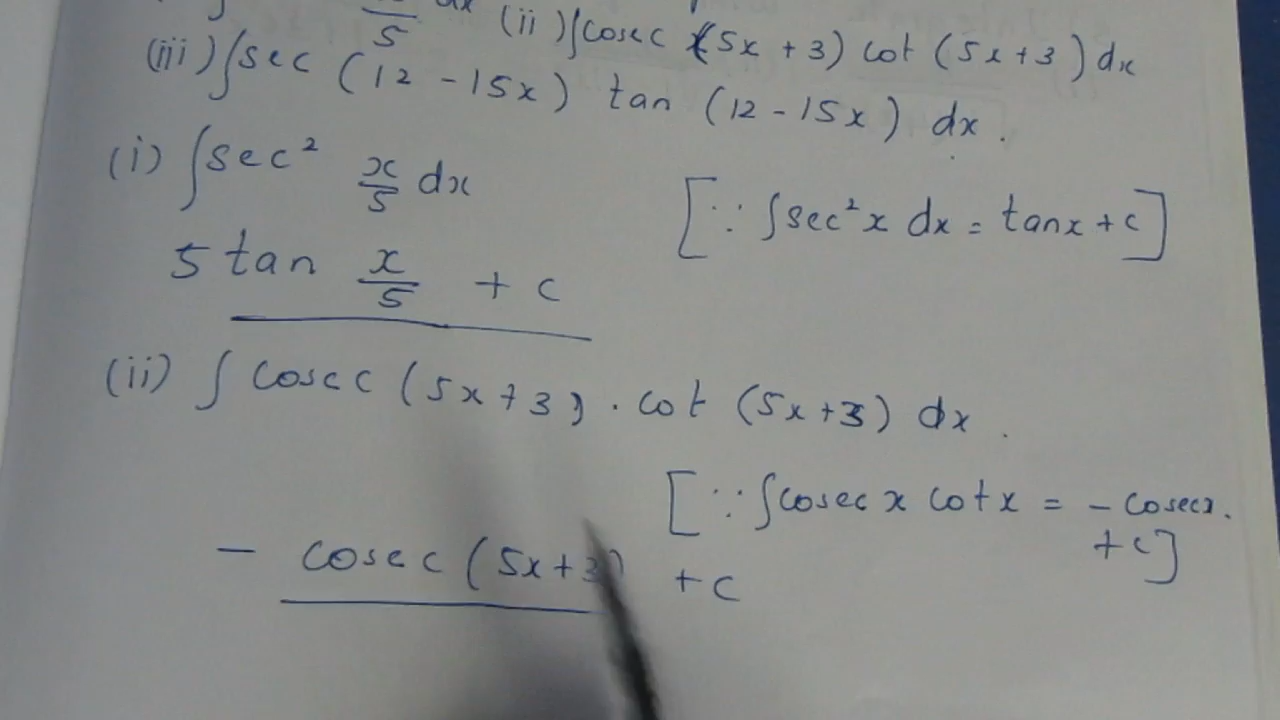 x/5 dx (ii) ∫cosec (5x + 3) cot (5x+3) dx
(iii) ∫sec (12 - 15x) tan (12 - 15x) dx.
(i) ∫sec² x/5 dx [∵ ∫sec²x dx = tanx + c]
5 tan x/5 + c
(ii) ∫ cosec (5x+3) . cot (5x+3) dx.
[∵ ∫cosec x cotx = - cosecx.
+c]
- cosec (5x+3) + c